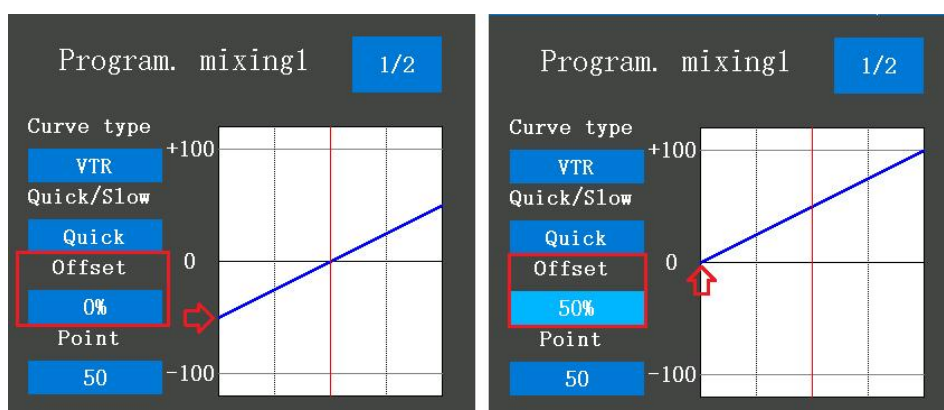 Program. mixing1
1/2
Curve type
VTR
+100
Quick/Slow
Quick
Offset
0
0%
Point
50
-100
Program. mixing1
1/2
Curve type
VTR
+100
Quick/Slow
Quick
Offset
0
50%
Point
50
-100